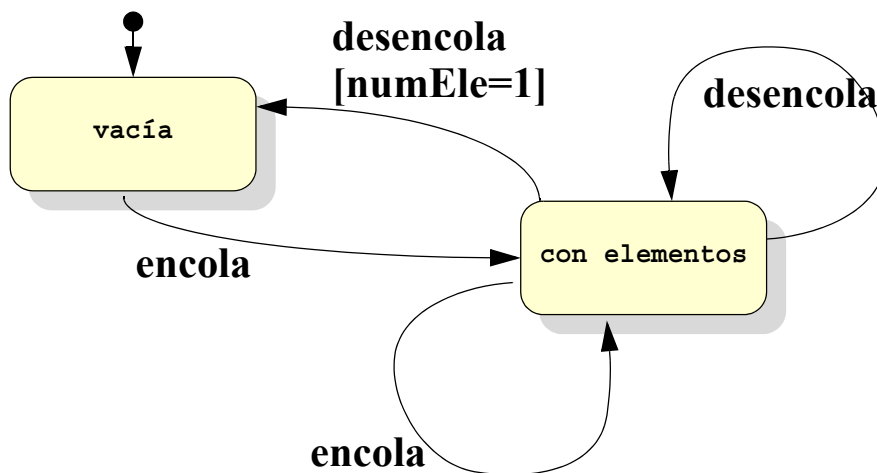 desencola
[numEle=1]
desencola
vacía
encola
con elementos
encola